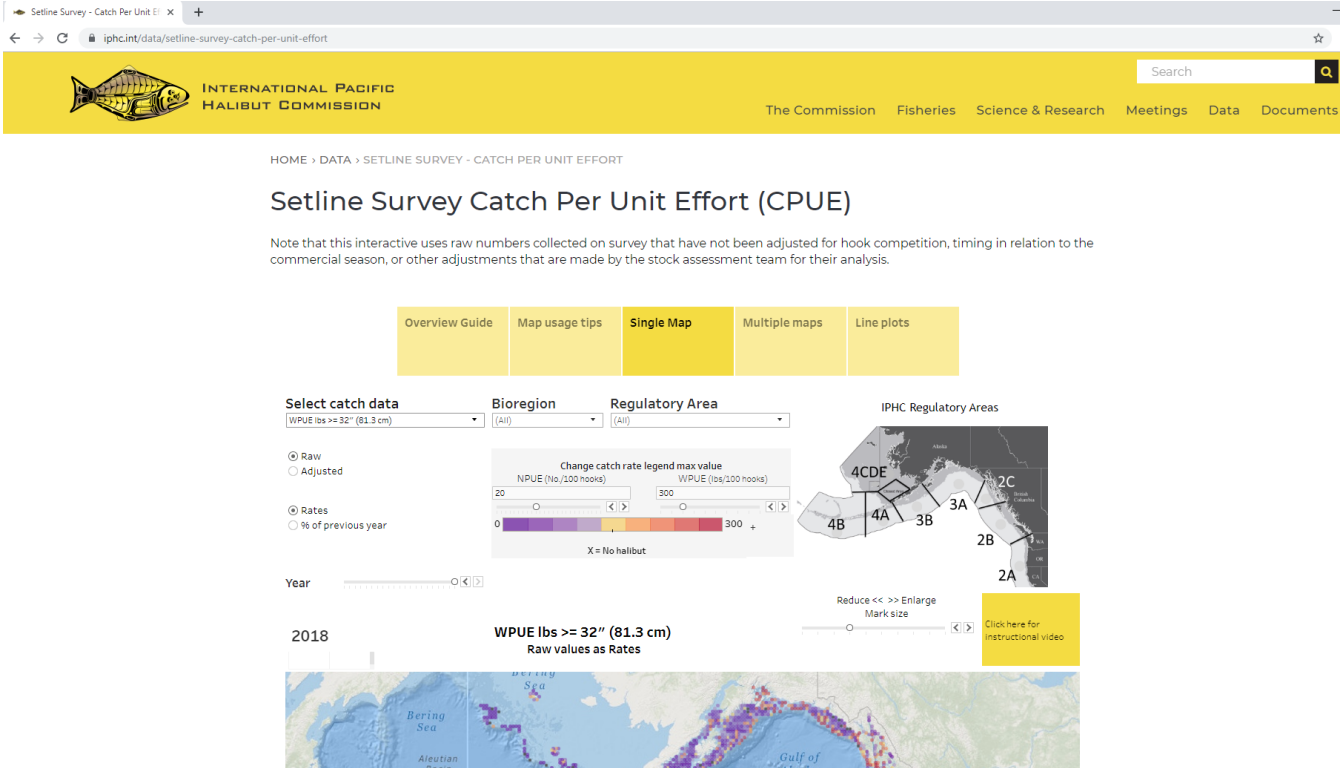 Setline Survey - Catch Per Unit Ef
iphc.int/data/setline-survey-catch-per-unit-effort
Search
INTERNATIONAL PACIFIC
HALIBUT COMMISSION
The Commission Fisheries Science & Research Meetings Data Documents
HOME › DATA › SETLINE SURVEY - CATCH PER UNIT EFFORT
Setline Survey Catch Per Unit Effort (CPUE)
Note that this interactive uses raw numbers collected on survey that have not been adjusted for hook competition, timing in relation to the
commercial season, or other adjustments that are made by the stock assessment team for their analysis.
Overview Guide Map usage tips Single Map Multiple maps Line plots
Select catch data Bioregion Regulatory Area
WPUE lbs >= 32" (81.3 cm) (All) (All)
IPHC Regulatory Areas
Raw
Adjusted
Rates
% of previous year
Change catch rate legend max value
NPUE (No./100 hooks) WPUE (lbs/100 hooks)
20 300
0 300 +
X = No halibut
Alaska
4CDE
2C
British
Columbia
3A
4B 4A 3B
2B
WA
OR
2A
CA
Year
Reduce << >> Enlarge
Mark size
Click here for
instructional video
2018
WPUE lbs >= 32" (81.3 cm)
Raw values as Rates
Bering
Sea
Bering
Sea
Aleutian
Gulf of